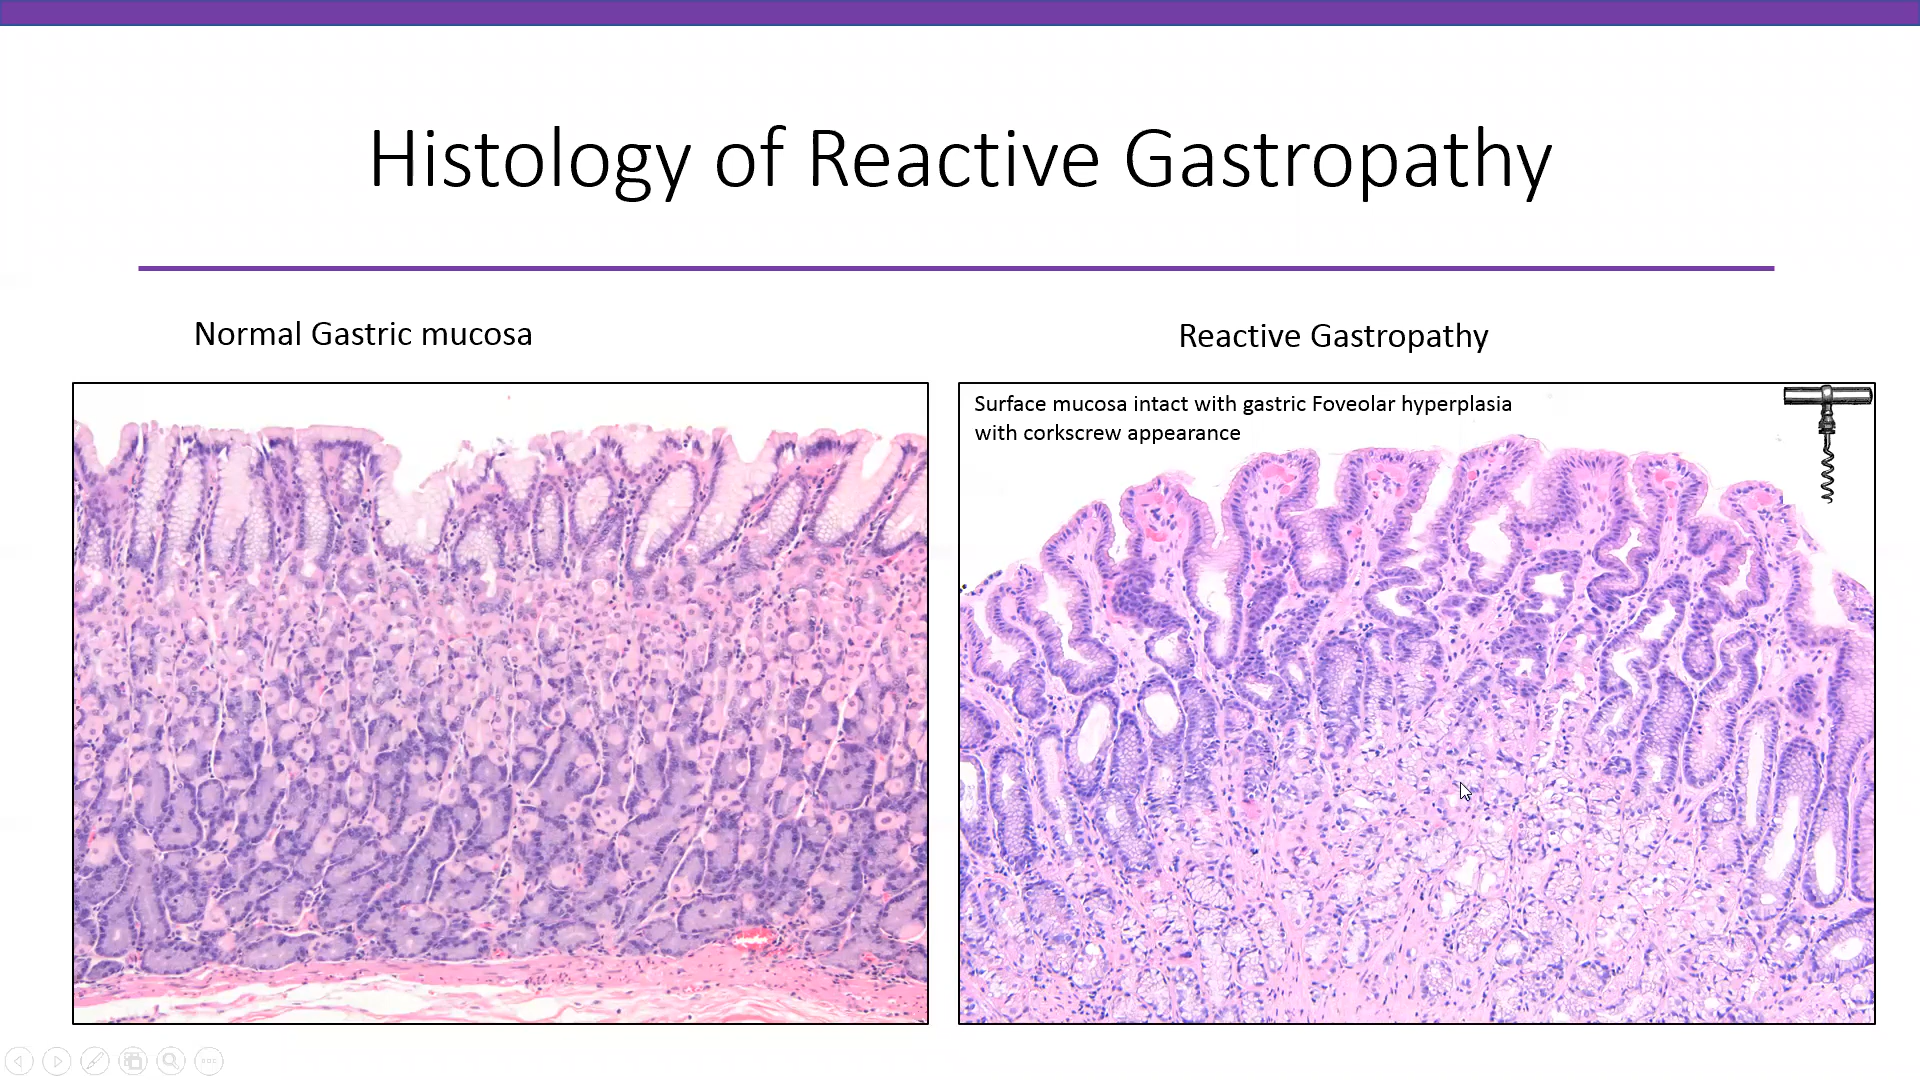 Histology of Reactive Gastropathy
Normal Gastric mucosa
Reactive Gastropathy
Surface mucosa intact with gastric Foveolar hyperplasia
with corkscrew appearance